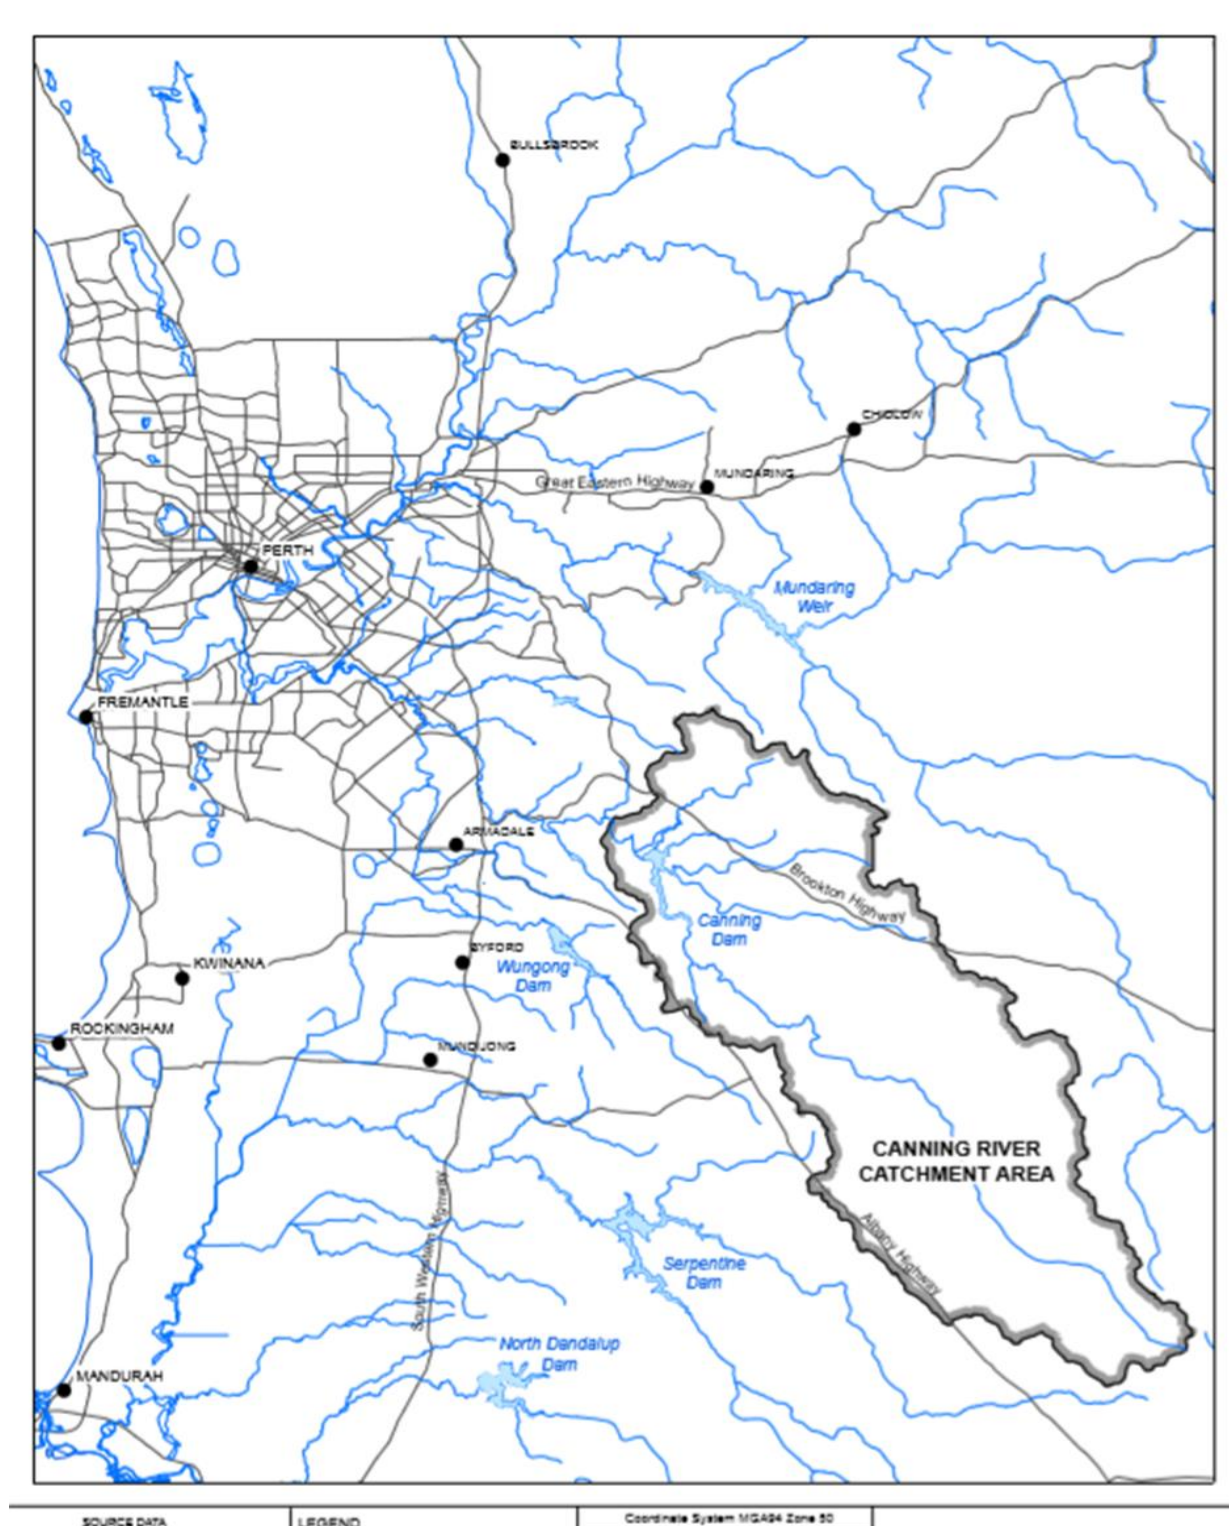 BULLSBROOK
CHIDLOW
MUNDARING
Great Eastern Highway
PERTH
Mundaring
Weir
FREMANTLE
ARMADALE
Brookton Highway
Canning
Dam
BYFORD
Wungong
Dam
KWINANA
ROCKINGHAM
MUNDIJONG
CANNING RIVER
CATCHMENT AREA
Albany Highway
South Western Highway
Serpentine
Dam
North Dandalup
Dam
MANDURAH
SOURCE DATA
LEGEND
Coordinate System MGA94 Zone 50